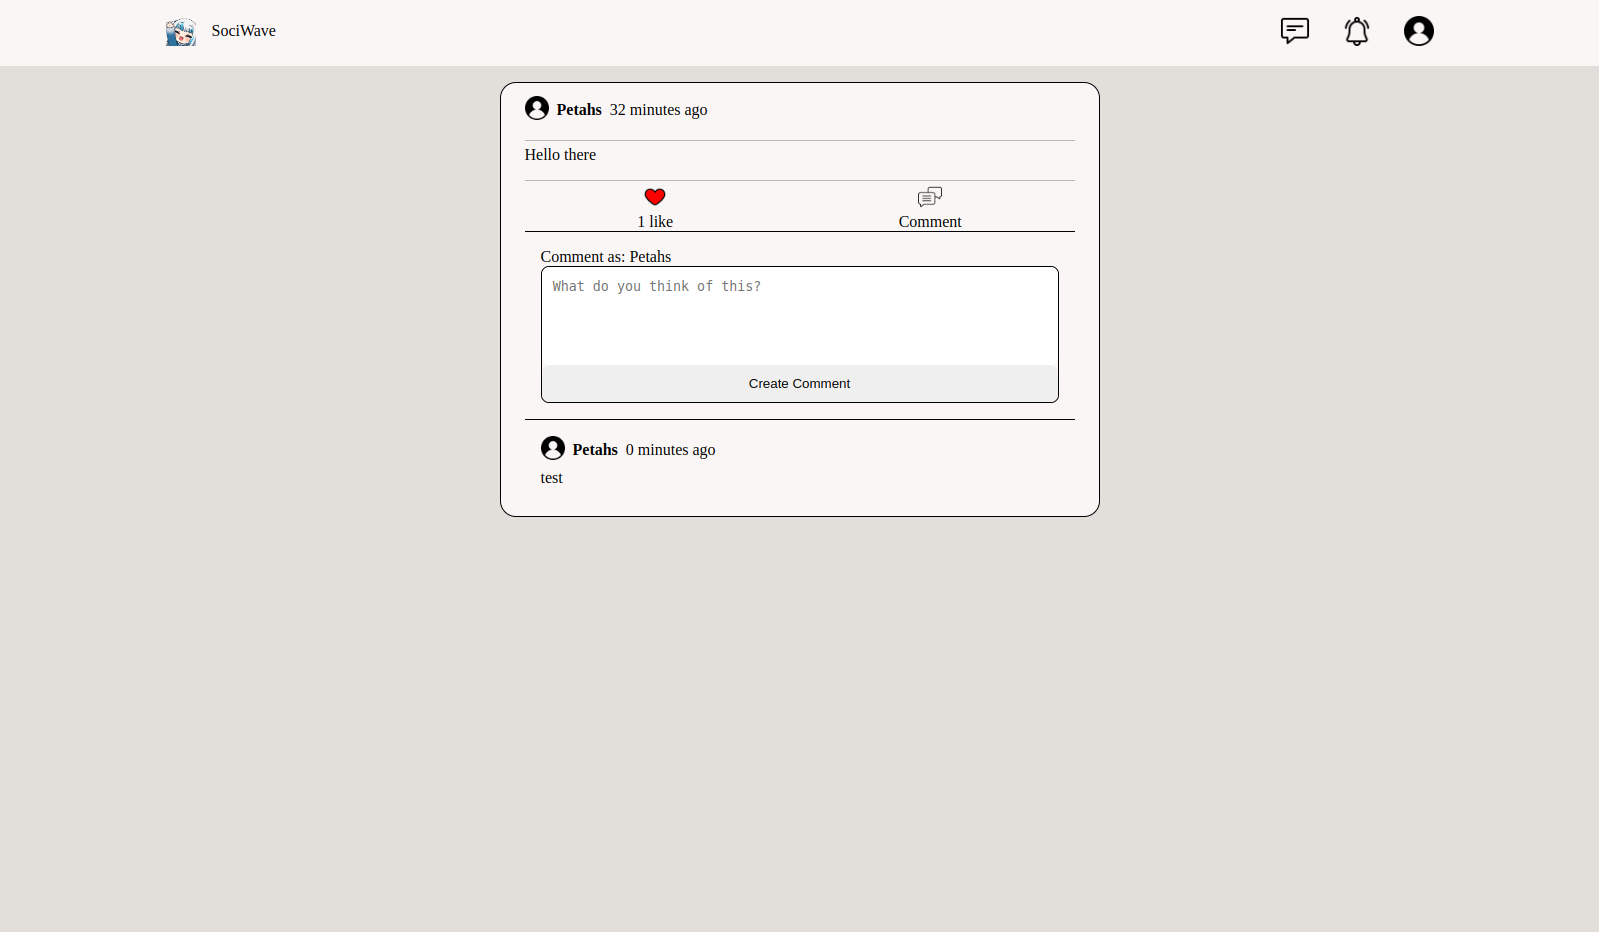 SociWave
Petahs 32 minutes ago
Hello there
1 like
Comment
Comment as: Petahs
What do you think of this?
Create Comment
Petahs 0 minutes ago
test